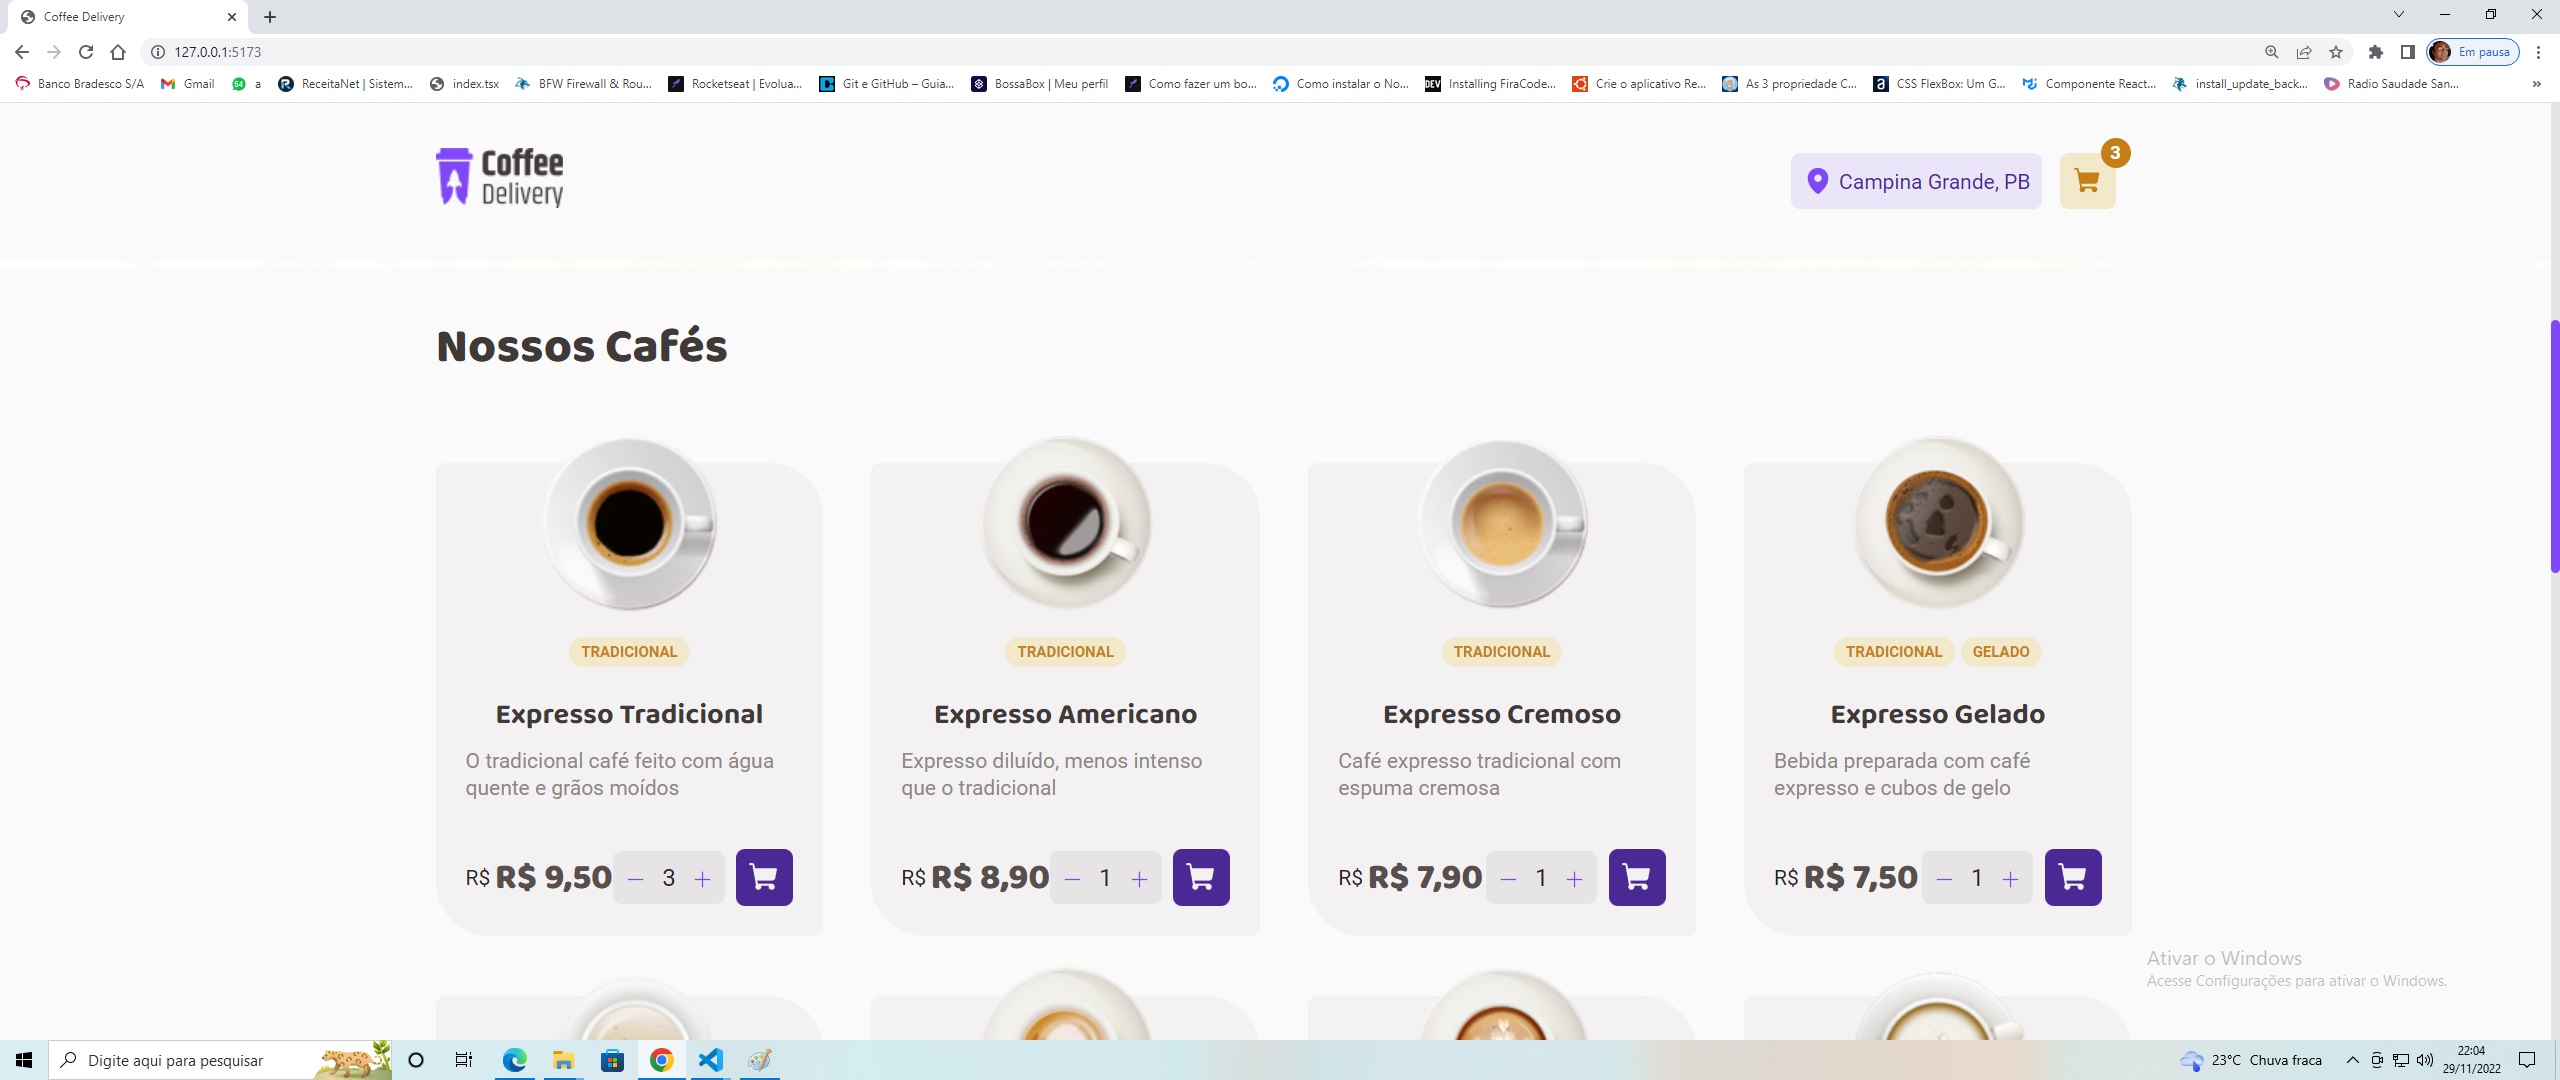 Coffee Delivery
127.0.0.1:5173
Em pausa
Banco Bradesco S/A
Gmail
a
ReceitaNet | Sistem...
index.tsx
BFW Firewall & Rou...
Rocketseat | Evolua...
Git e GitHub – Guia...
BossaBox | Meu perfil
Como fazer um bo...
Como instalar o No...
DEV
Installing FiraCode...
Crie o aplicativo Re...
As 3 propriedade C...
CSS FlexBox: Um G...
Componente React...
install_update_back...
Radio Saudade San...
Coffee
Delivery
Campina Grande, PB
3
Nossos Cafés
TRADICIONAL
Expresso Tradicional
O tradicional café feito com água
quente e grãos moídos
R$ R$ 9,50 — 3 +
TRADICIONAL
Expresso Americano
Expresso diluído, menos intenso
que o tradicional
R$ R$ 8,90 — 1 +
TRADICIONAL
Expresso Cremoso
Café expresso tradicional com
espuma cremosa
R$ R$ 7,90 — 1 +
TRADICIONAL GELADO
Expresso Gelado
Bebida preparada com café
expresso e cubos de gelo
R$ R$ 7,50 — 1 +
Ativar o Windows
Acesse Configurações para ativar o Windows.
Digite aqui para pesquisar
23°C Chuva fraca
22:04
29/11/2022